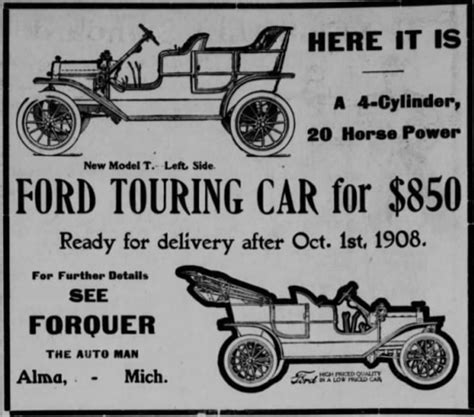 HERE IT IS
A 4-Cylinder,
20 Horse Power
New Model T.- Left Side
FORD TOURING CAR for $850
Ready for delivery after Oct. 1st, 1908.
For Further Details
SEE
FORQUER
THE AUTO MAN
Alma, - Mich.
Ford HIGH PRICED QUALITY
IN A LOW PRICED CAR